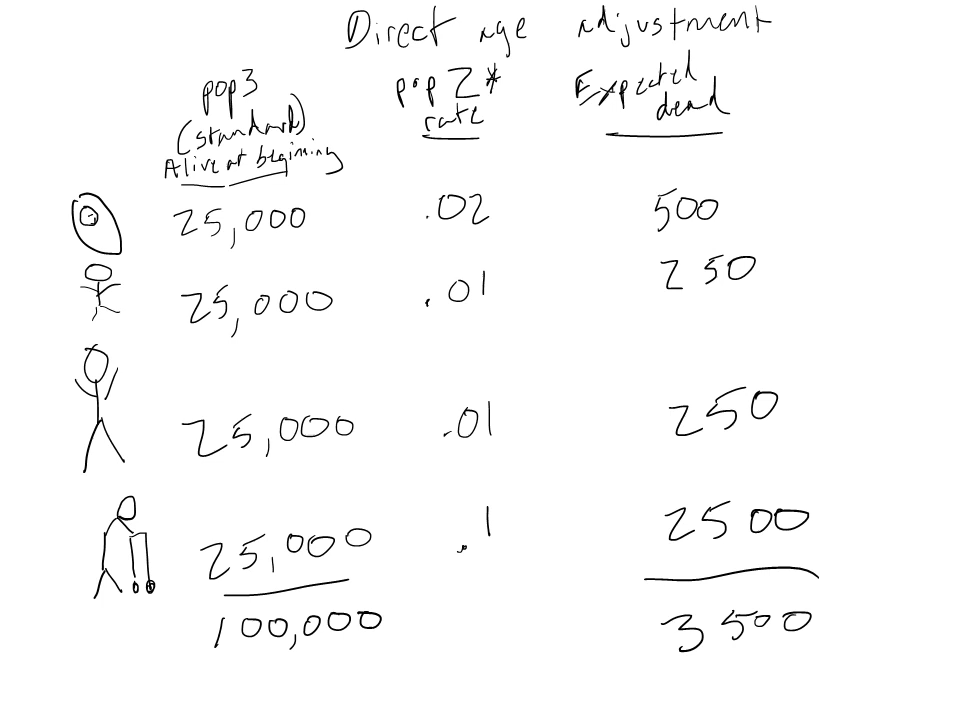 Direct age adjustment
pop3 pop 2* Expected
(standard) rate dead
Alive at begining
25,000 .02 500
25,000 .01 250
25,000 .01 250
25,000 .1 2500
100,000 3500